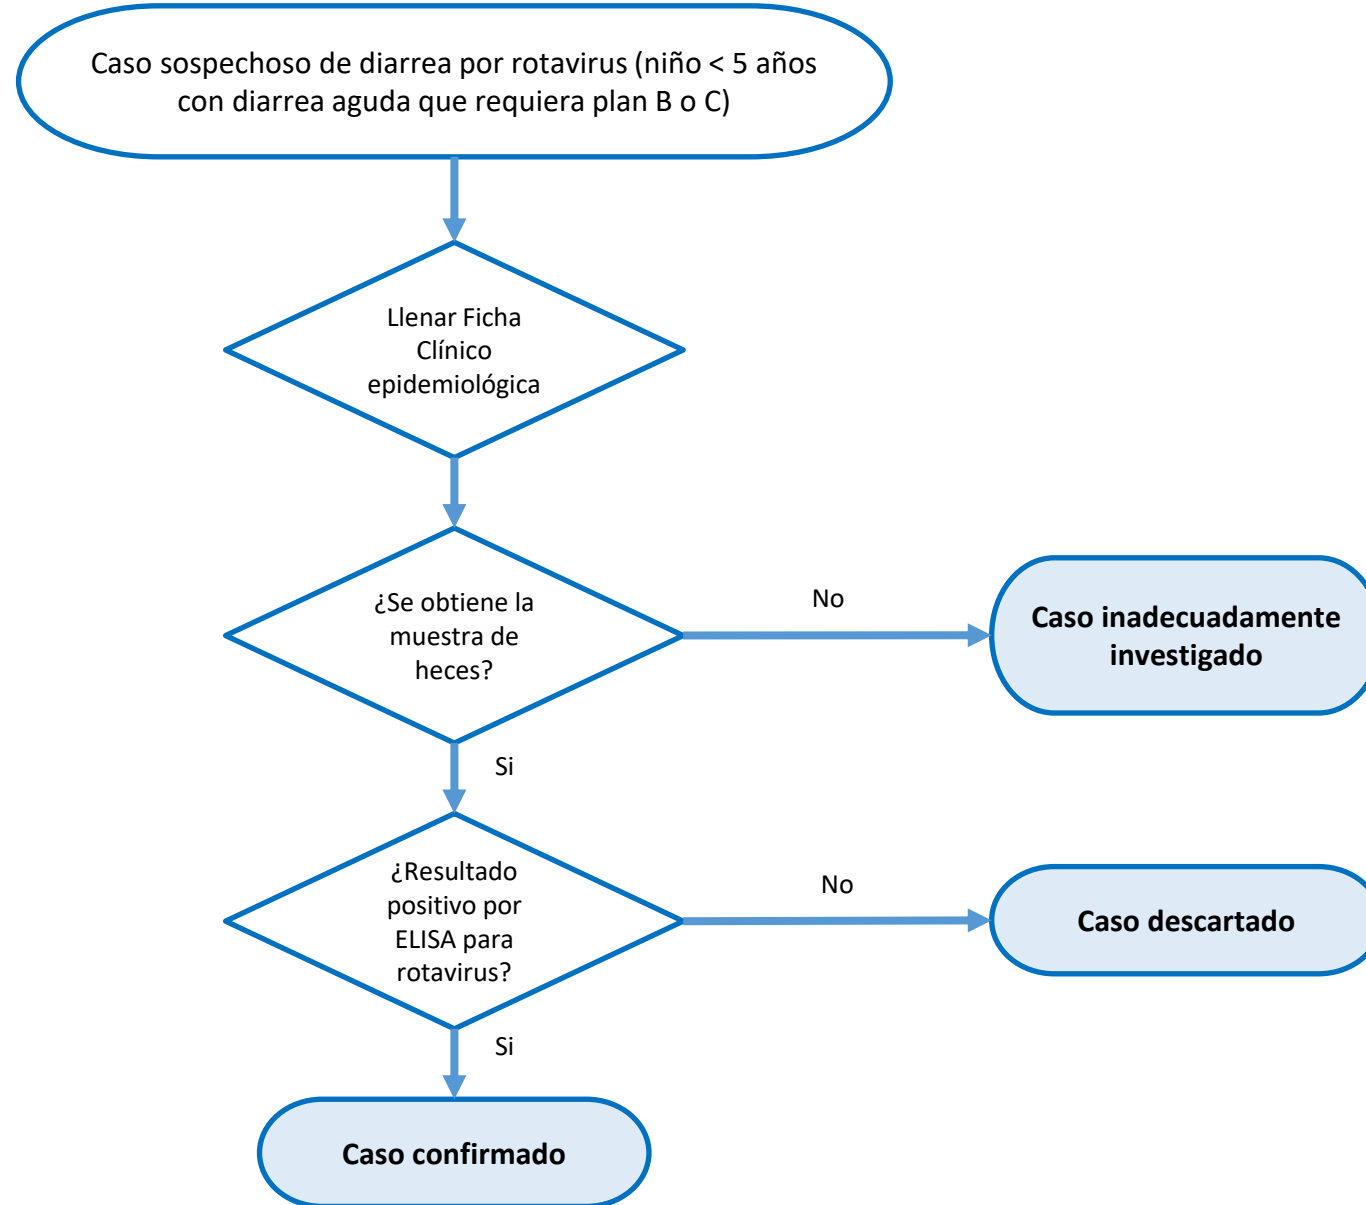 Caso sospechoso de diarrea por rotavirus (niño < 5 años
con diarrea aguda que requiera plan B o C)
Llenar Ficha
Clínico
epidemiológica
¿Se obtiene la
muestra de
heces?
No
Caso inadecuadamente
investigado
Si
¿Resultado
positivo por
ELISA para
rotavirus?
No
Caso descartado
Si
Caso confirmado